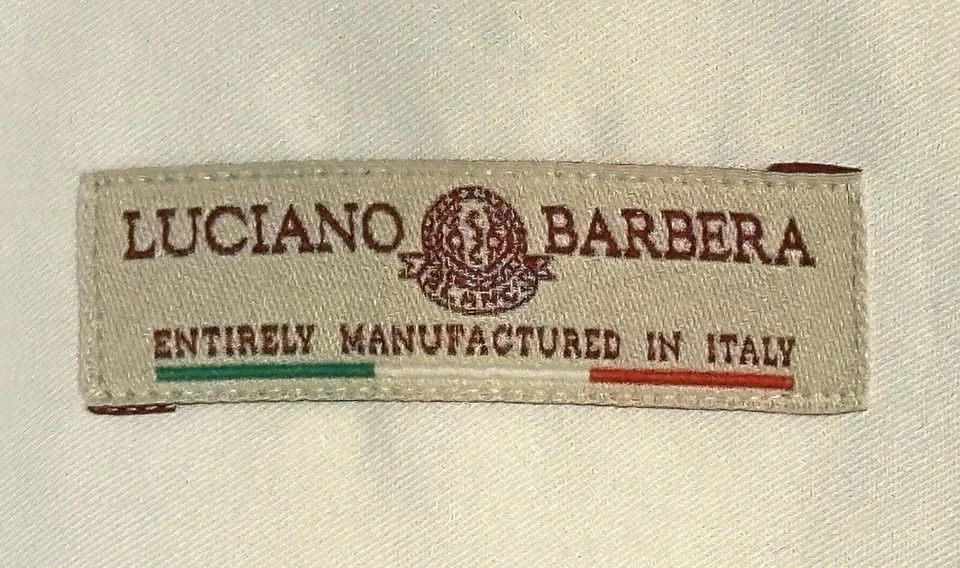 LUCIANO BARBERA
ENTIRELY MANUFACTURED IN ITALY